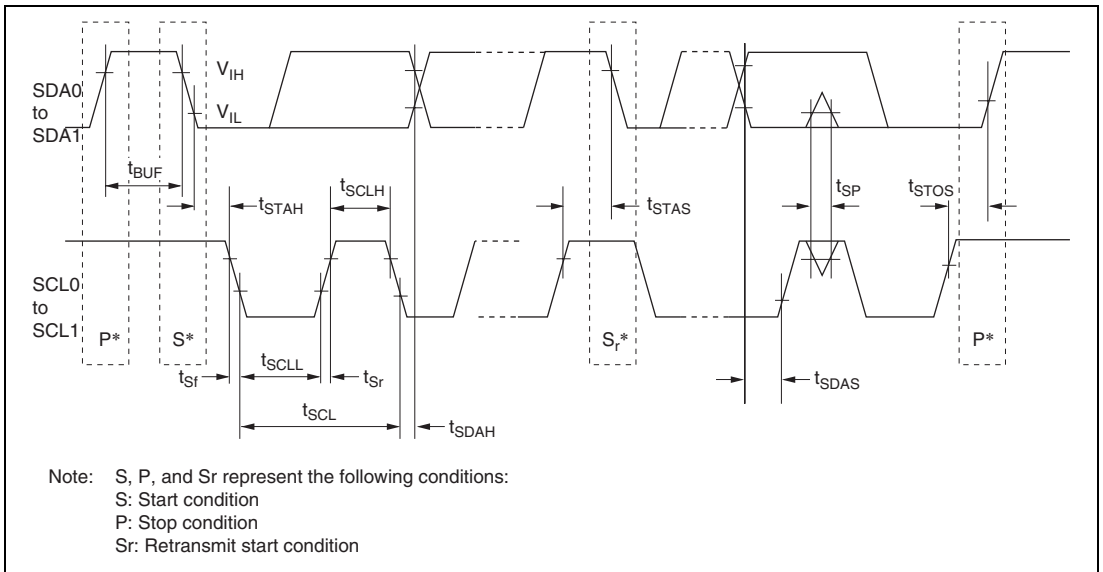 SDA0
to
SDA1
V_IH
V_IL
t_BUF
t_STAH
t_SCLH
t_STAS
t_SP
t_STOS
SCL0
to
SCL1
P*
S*
S_r*
P*
t_Sf
t_SCLL
t_Sr
t_SDAS
t_SCL
t_SDAH
Note: S, P, and Sr represent the following conditions:
S: Start condition
P: Stop condition
Sr: Retransmit start condition